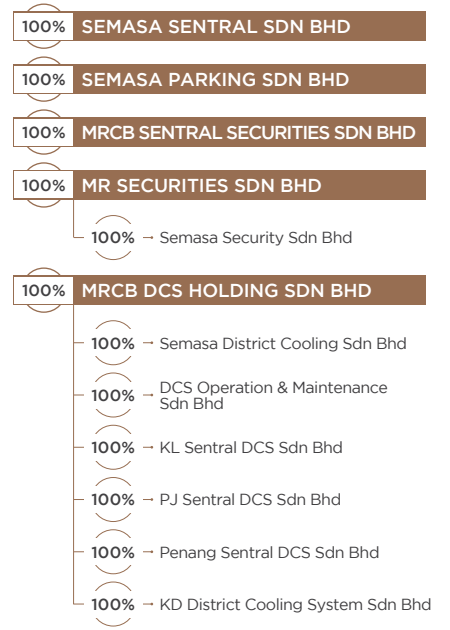 100% SEMASA SENTRAL SDN BHD
100% SEMASA PARKING SDN BHD
100% MRCB SENTRAL SECURITIES SDN BHD
100% MR SECURITIES SDN BHD
100% Semasa Security Sdn Bhd
100% MRCB DCS HOLDING SDN BHD
100% Semasa District Cooling Sdn Bhd
100% DCS Operation & Maintenance
Sdn Bhd
100% KL Sentral DCS Sdn Bhd
100% PJ Sentral DCS Sdn Bhd
100% Penang Sentral DCS Sdn Bhd
100% KD District Cooling System Sdn Bhd